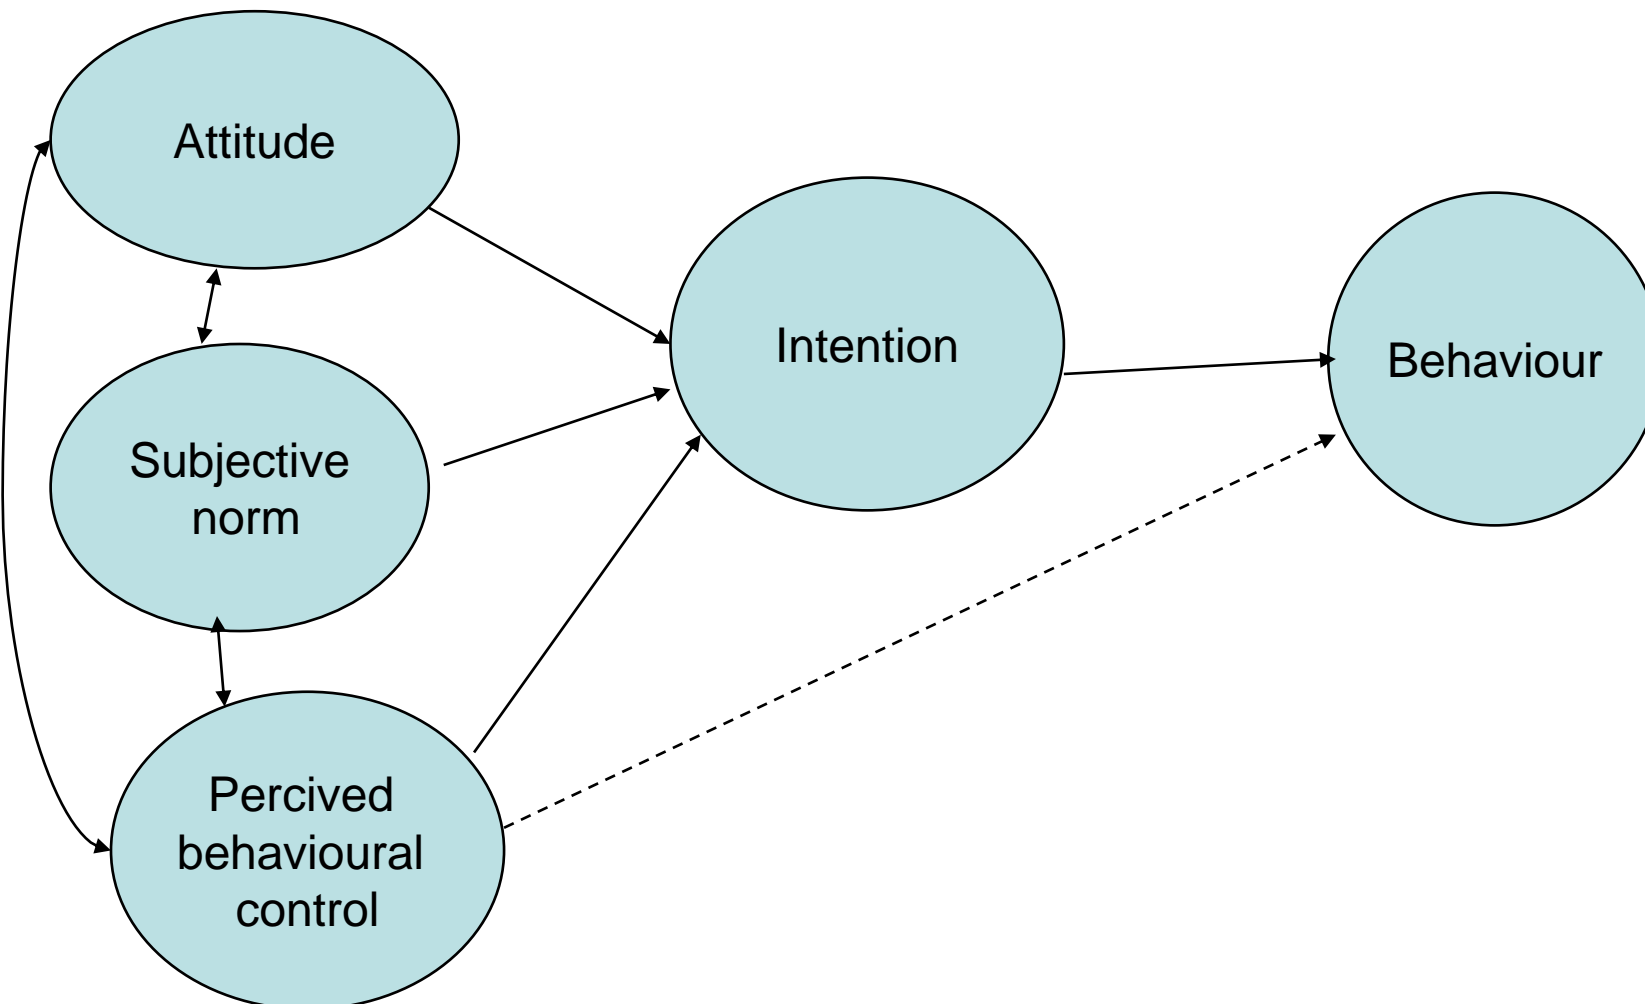 Attitude
Intention
Behaviour
Subjective
norm
Percived
behavioural
control